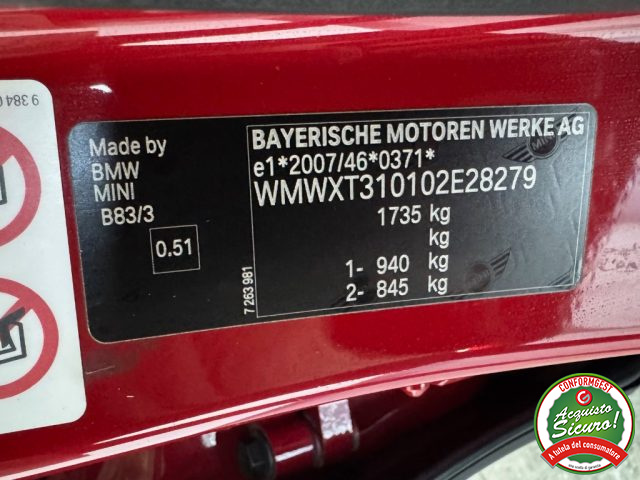 9 384
Made by
BMW
MINI
B83/3
0.51
7 263 981
BAYERISCHE MOTOREN WERKE AG
e1*2007/46*0371*
WMWXT310102E28279
1735 kg
kg
1- 940 kg
2- 845 kg
CONFORMGEST
Acquisto
Sicuro!
A tutela del consumatore